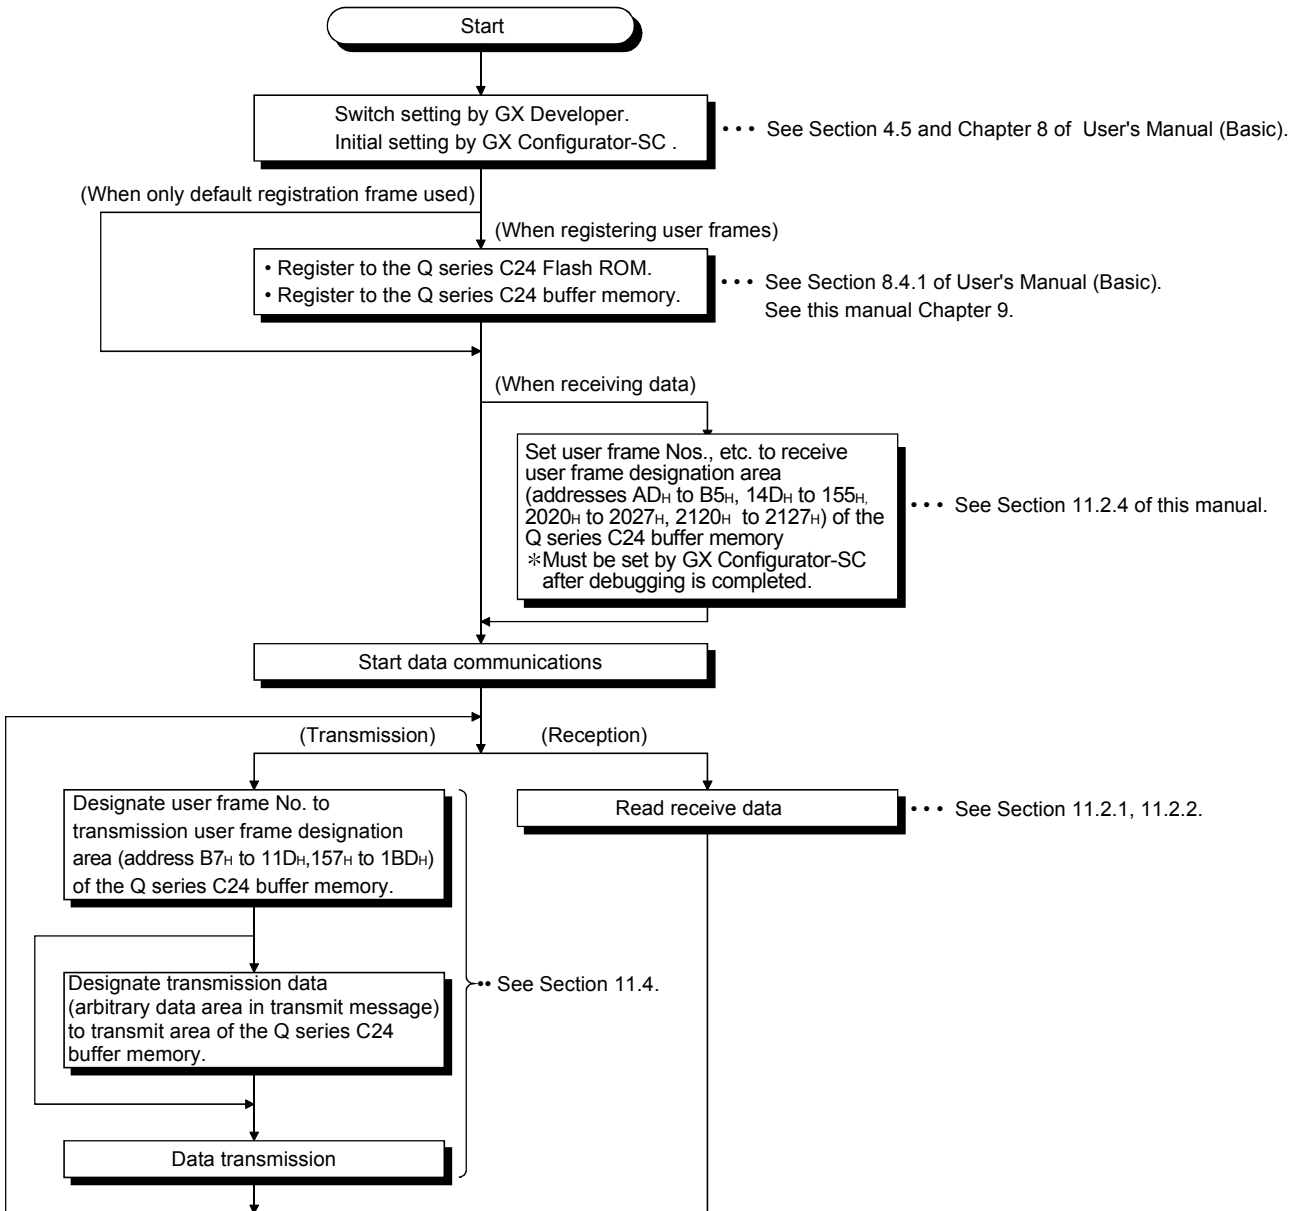 Start
Switch setting by GX Developer.
Initial setting by GX Configurator-SC .
• • • See Section 4.5 and Chapter 8 of User's Manual (Basic).
(When only default registration frame used)
(When registering user frames)
• Register to the Q series C24 Flash ROM.
• Register to the Q series C24 buffer memory.
• • • See Section 8.4.1 of User's Manual (Basic).
See this manual Chapter 9.
(When receiving data)
Set user frame Nos., etc. to receive
user frame designation area
(addresses ADH to B5H, 14DH to 155H,
2020H to 2027H, 2120H to 2127H) of the
Q series C24 buffer memory
*Must be set by GX Configurator-SC
after debugging is completed.
• • • See Section 11.2.4 of this manual.
Start data communications
(Transmission)
(Reception)
Designate user frame No. to
transmission user frame designation
area (address B7H to 11DH,157H to 1BDH)
of the Q series C24 buffer memory.
Read receive data
• • • See Section 11.2.1, 11.2.2.
Designate transmission data
(arbitrary data area in transmit message)
to transmit area of the Q series C24
buffer memory.
•• See Section 11.4.
Data transmission